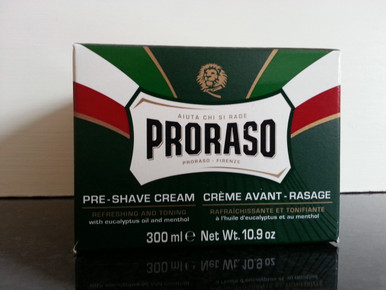 AIUTA CHI SI RADE
PRORASO
PRORASO - FIRENZE
PRE-SHAVE CREAM
REFRESHING AND TONING
with eucalyptus oil and menthol
CRÈME AVANT-RASAGE
RAFRAÎCHISSANTE ET TONIFIANTE
à l'huile d'eucalyptus et au menthol
300 ml ℮ Net Wt. 10.9 oz